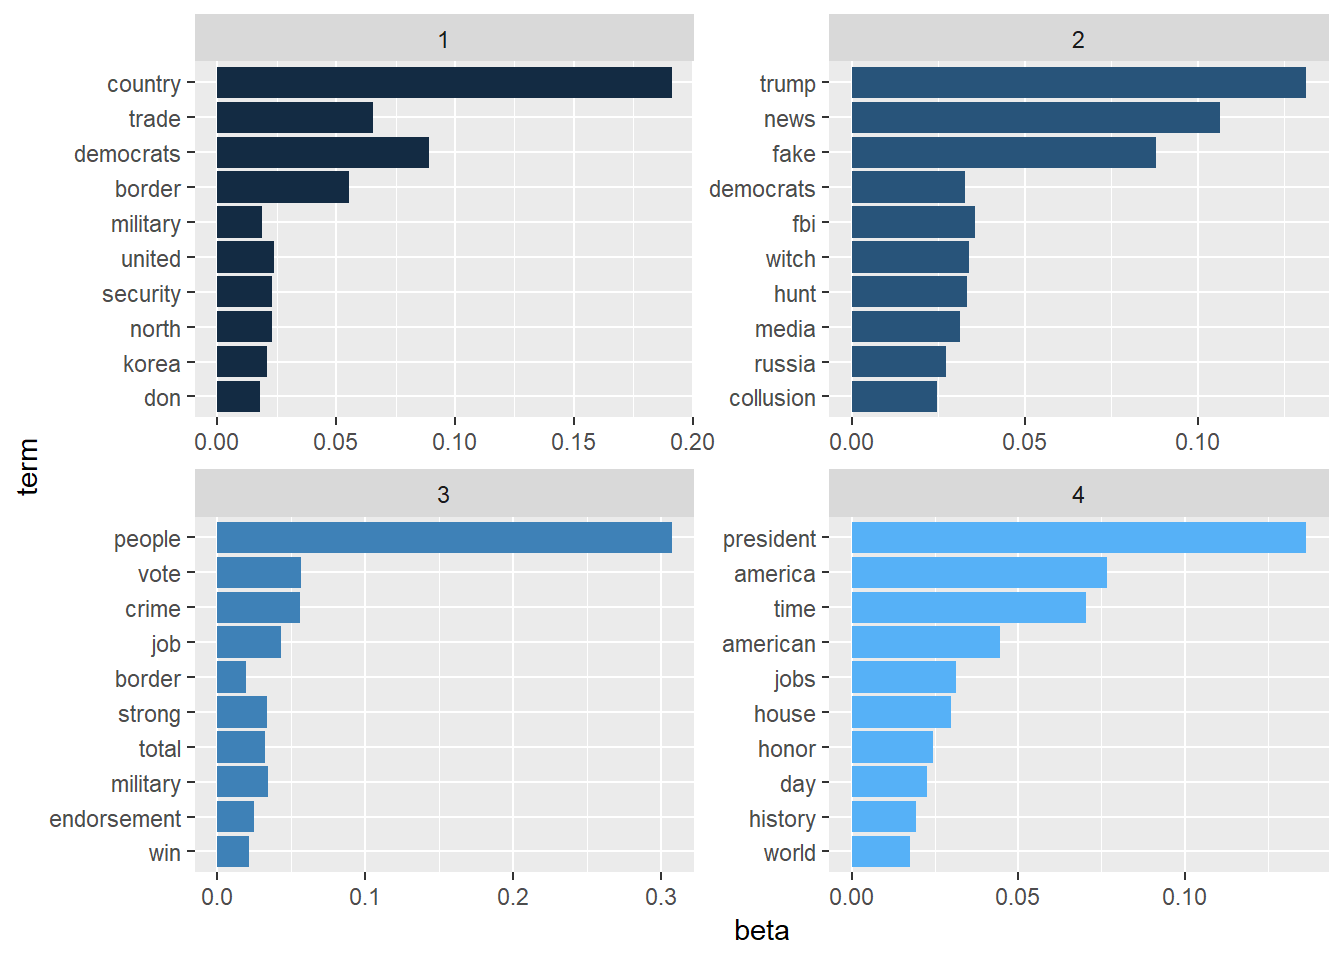 1
country
trade
democrats
border
military
united
security
north
korea
don
0.00 0.05 0.10 0.15 0.20
2
trump
news
fake
democrats
fbi
witch
hunt
media
russia
collusion
0.00 0.05 0.10
3
people
vote
crime
job
border
strong
total
military
endorsement
win
0.0 0.1 0.2 0.3
4
president
america
time
american
jobs
house
honor
day
history
world
0.00 0.05 0.10
term
beta